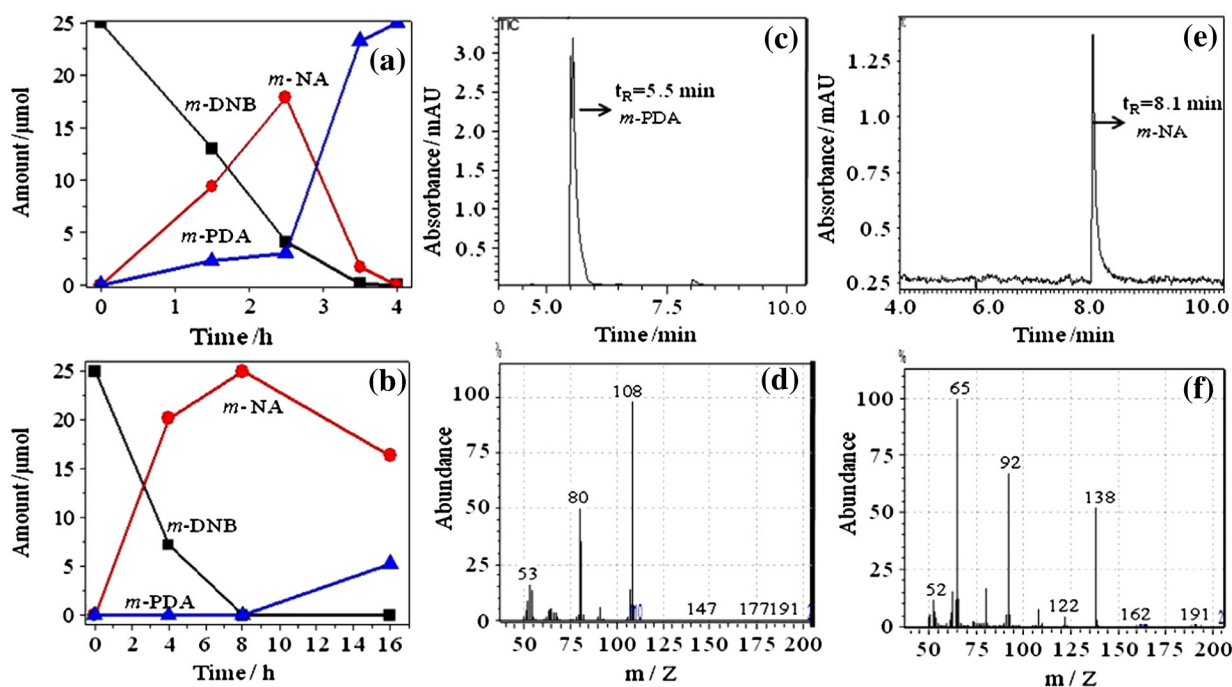 (a)
Amount /μmol
25
20
15
10
5
0
m-DNB
m-NA
m-PDA
0 1 2 3 4
Time /h
(b)
Amount /μmol
25
20
15
10
5
0
m-NA
m-DNB
m-PDA
0 2 4 6 8 10 12 14 16
Time / h
TIC
(c)
Absorbance / mAU
3.0
2.5
2.0
1.5
1.0
0.5
tR=5.5 min
m-PDA
0 5.0 7.5 10.0
Time /min
%
(d)
Abundance
100
75
50
25
0
108
80
53
147 177 191
50 75 100 125 150 175 200
m / Z
(e)
Absorbance / mAU
1.25
1.0
0.75
0.5
0.25
tR=8.1 min
m-NA
4.0 6.0 8.0 10.0
Time /min
%
(f)
Abundance
100
75
50
25
0
65
92
138
52
122
162
191
50 75 100 125 150 175 200
m / Z